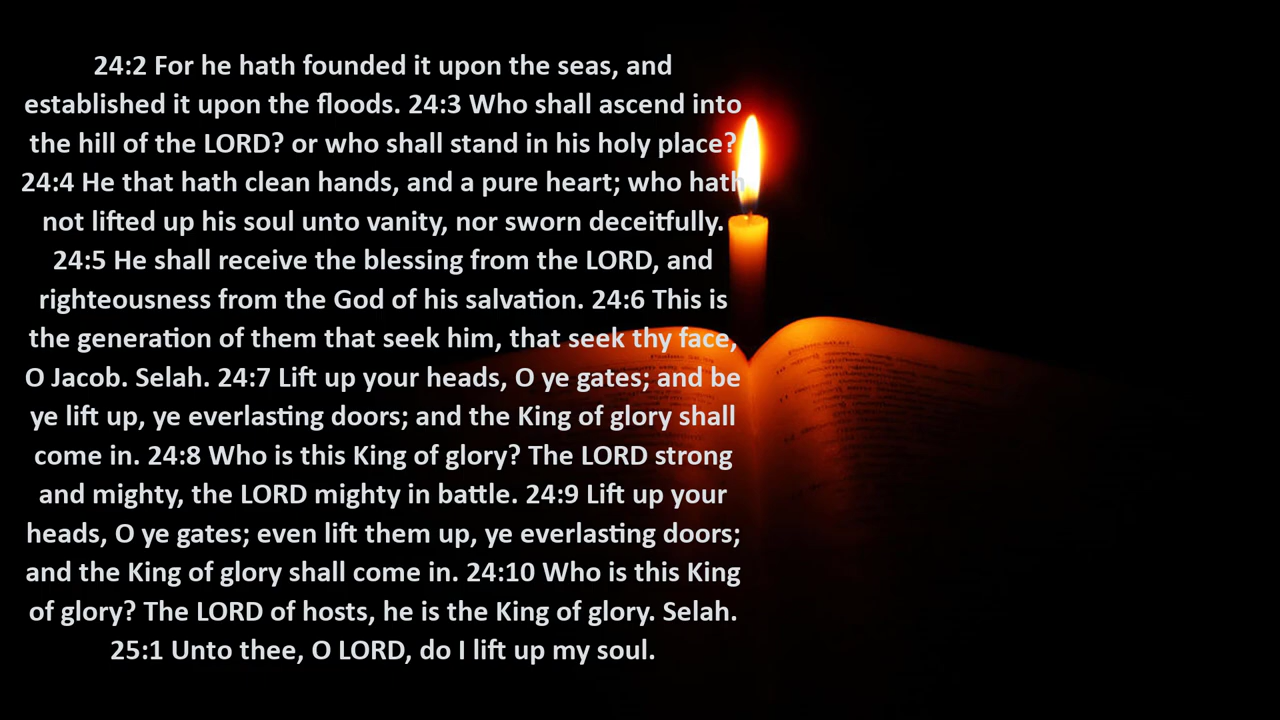 24:2 For he hath founded it upon the seas, and
established it upon the floods. 24:3 Who shall ascend into
the hill of the LORD? or who shall stand in his holy place?
24:4 He that hath clean hands, and a pure heart; who hath
not lifted up his soul unto vanity, nor sworn deceitfully.
24:5 He shall receive the blessing from the LORD, and
righteousness from the God of his salvation. 24:6 This is
the generation of them that seek him, that seek thy face,
O Jacob. Selah. 24:7 Lift up your heads, O ye gates; and be
ye lift up, ye everlasting doors; and the King of glory shall
come in. 24:8 Who is this King of glory? The LORD strong
and mighty, the LORD mighty in battle. 24:9 Lift up your
heads, O ye gates; even lift them up, ye everlasting doors;
and the King of glory shall come in. 24:10 Who is this King
of glory? The LORD of hosts, he is the King of glory. Selah.
25:1 Unto thee, O LORD, do I lift up my soul.